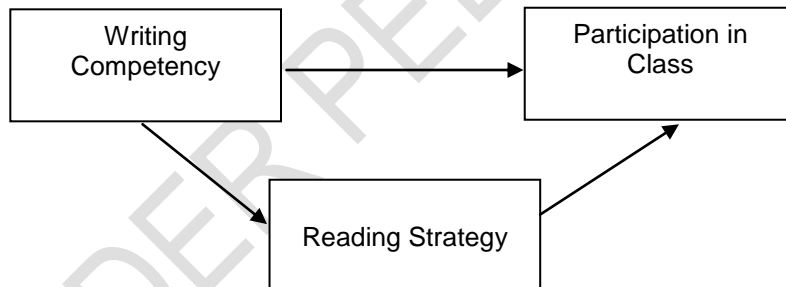 Writing
Competency
Participation in
Class
Reading Strategy